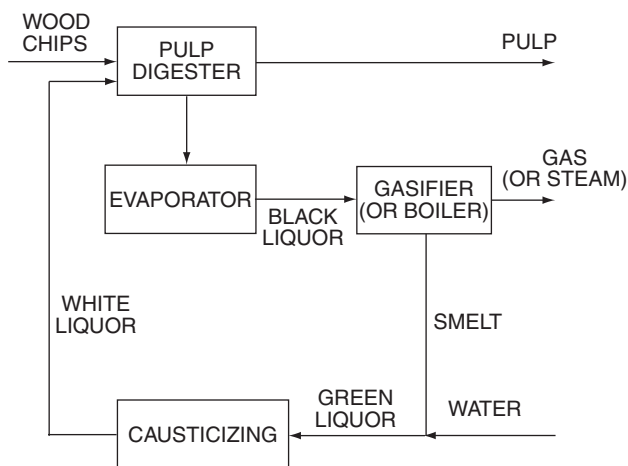 WOOD
CHIPS
PULP
DIGESTER
PULP
EVAPORATOR
BLACK
LIQUOR
GASIFIER
(OR BOILER)
GAS
(OR STEAM)
WHITE
LIQUOR
SMELT
GREEN
LIQUOR
WATER
CAUSTICIZING